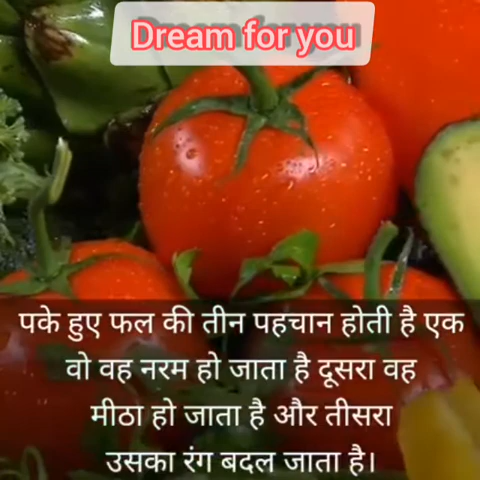 Dream for you
पके हुए फल की तीन पहचान होती है एक
वो वह नरम हो जाता है दूसरा वह
मीठा हो जाता है और तीसरा
उसका रंग बदल जाता है।